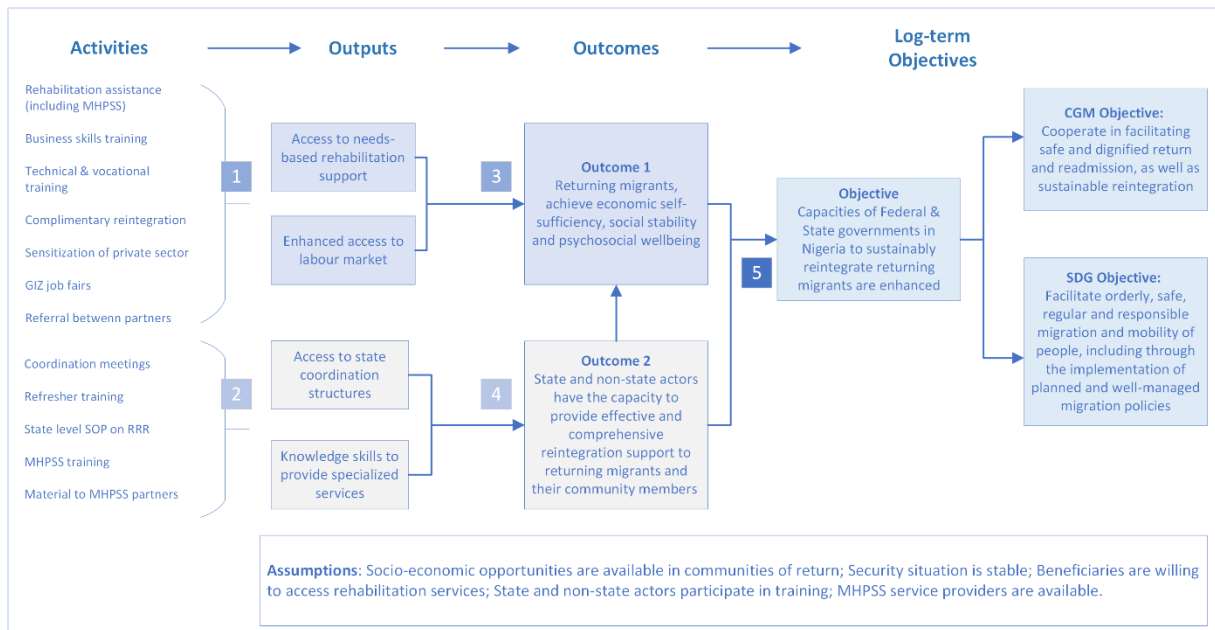 Activities
Outputs
Outcomes
Log-term
Objectives
Rehabilitation assistance
(including MHPSS)
Business skills training
Technical & vocational
training
Complimentary reintegration
Sensitization of private sector
GIZ job fairs
Referral betwenn partners
1
Access to needs-
based rehabilitation
support
Enhanced access to
labour market
3
Outcome 1
Returning migrants,
achieve economic self-
sufficiency, social stability
and psychosocial wellbeing
Coordination meetings
Refresher training
State level SOP on RRR
MHPSS training
Material to MHPSS partners
2
Access to state
coordination
structures
Knowledge skills to
provide specialized
services
4
Outcome 2
State and non-state actors
have the capacity to
provide effective and
comprehensive
reintegration support to
returning migrants and
their community members
5
Objective
Capacities of Federal &
State governments in
Nigeria to sustainably
reintegrate returning
migrants are enhanced
CGM Objective:
Cooperate in facilitating
safe and dignified return
and readmission, as well as
sustainable reintegration
SDG Objective:
Facilitate orderly, safe,
regular and responsible
migration and mobility of
people, including through
the implementation of
planned and well-managed
migration policies
Assumptions: Socio-economic opportunities are available in communities of return; Security situation is stable; Beneficiaries are willing
to access rehabilitation services; State and non-state actors participate in training; MHPSS service providers are available.